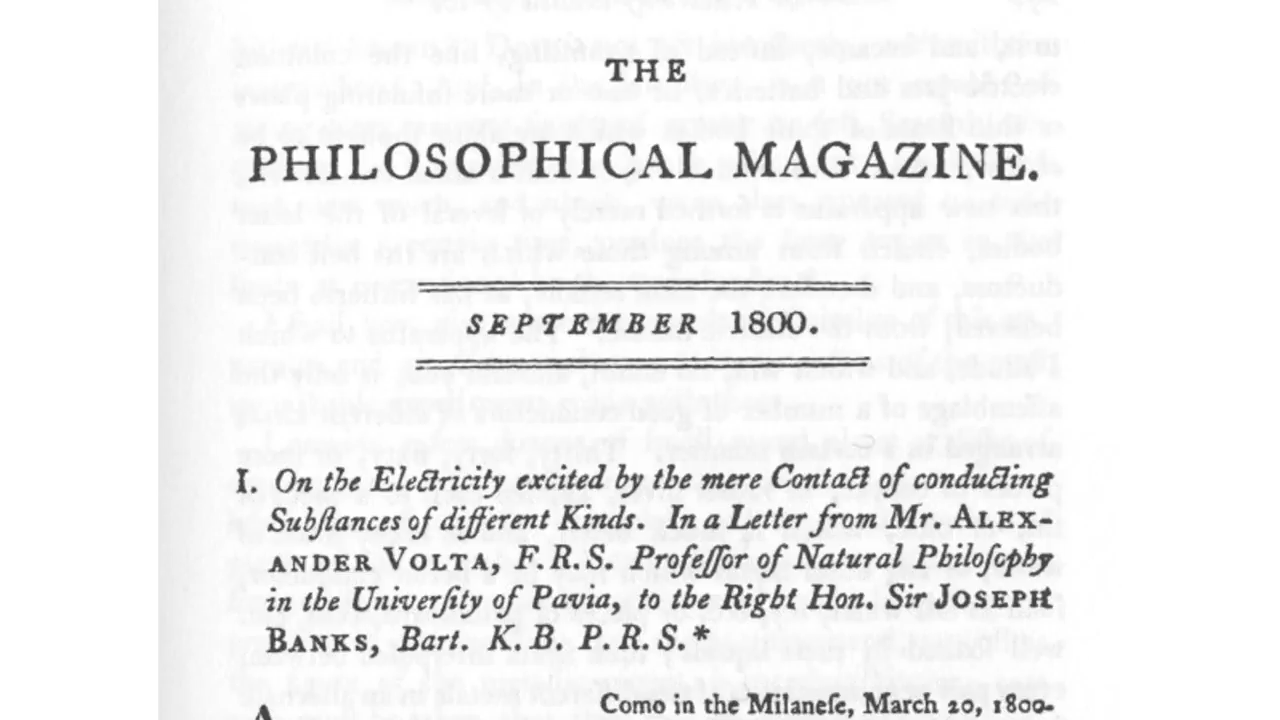 THE
PHILOSOPHICAL MAGAZINE.
SEPTEMBER 1800.
I. On the Electricity excited by the mere Contact of conducting
Subſtances of different Kinds. In a Letter from Mr. ALEX-
ANDER VOLTA, F. R. S. Profeſſor of Natural Philoſophy
in the Univerſity of Pavia, to the Right Hon. Sir JOSEPH
BANKS, Bart. K. B. P. R. S. *
Como in the Milaneſe, March 20, 1800.
A